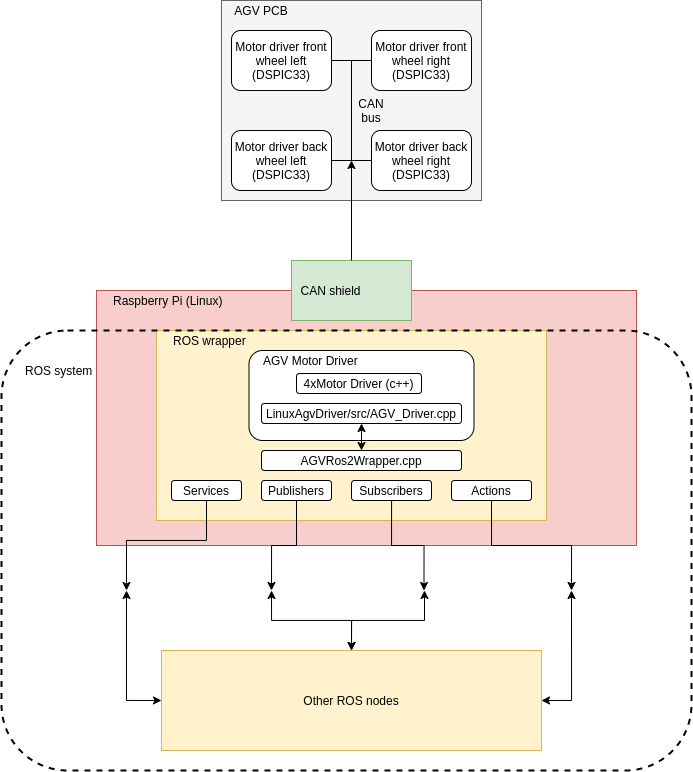 AGV PCB
Motor driver front
wheel left
(DSPIC33)
Motor driver front
wheel right
(DSPIC33)
CAN
bus
Motor driver back
wheel left
(DSPIC33)
Motor driver back
wheel right
(DSPIC33)
CAN shield
Raspberry Pi (Linux)
ROS wrapper
AGV Motor Driver
ROS system
4xMotor Driver (c++)
LinuxAgvDriver/src/AGV_Driver.cpp
AGVRos2Wrapper.cpp
Services
Publishers
Subscribers
Actions
Other ROS nodes